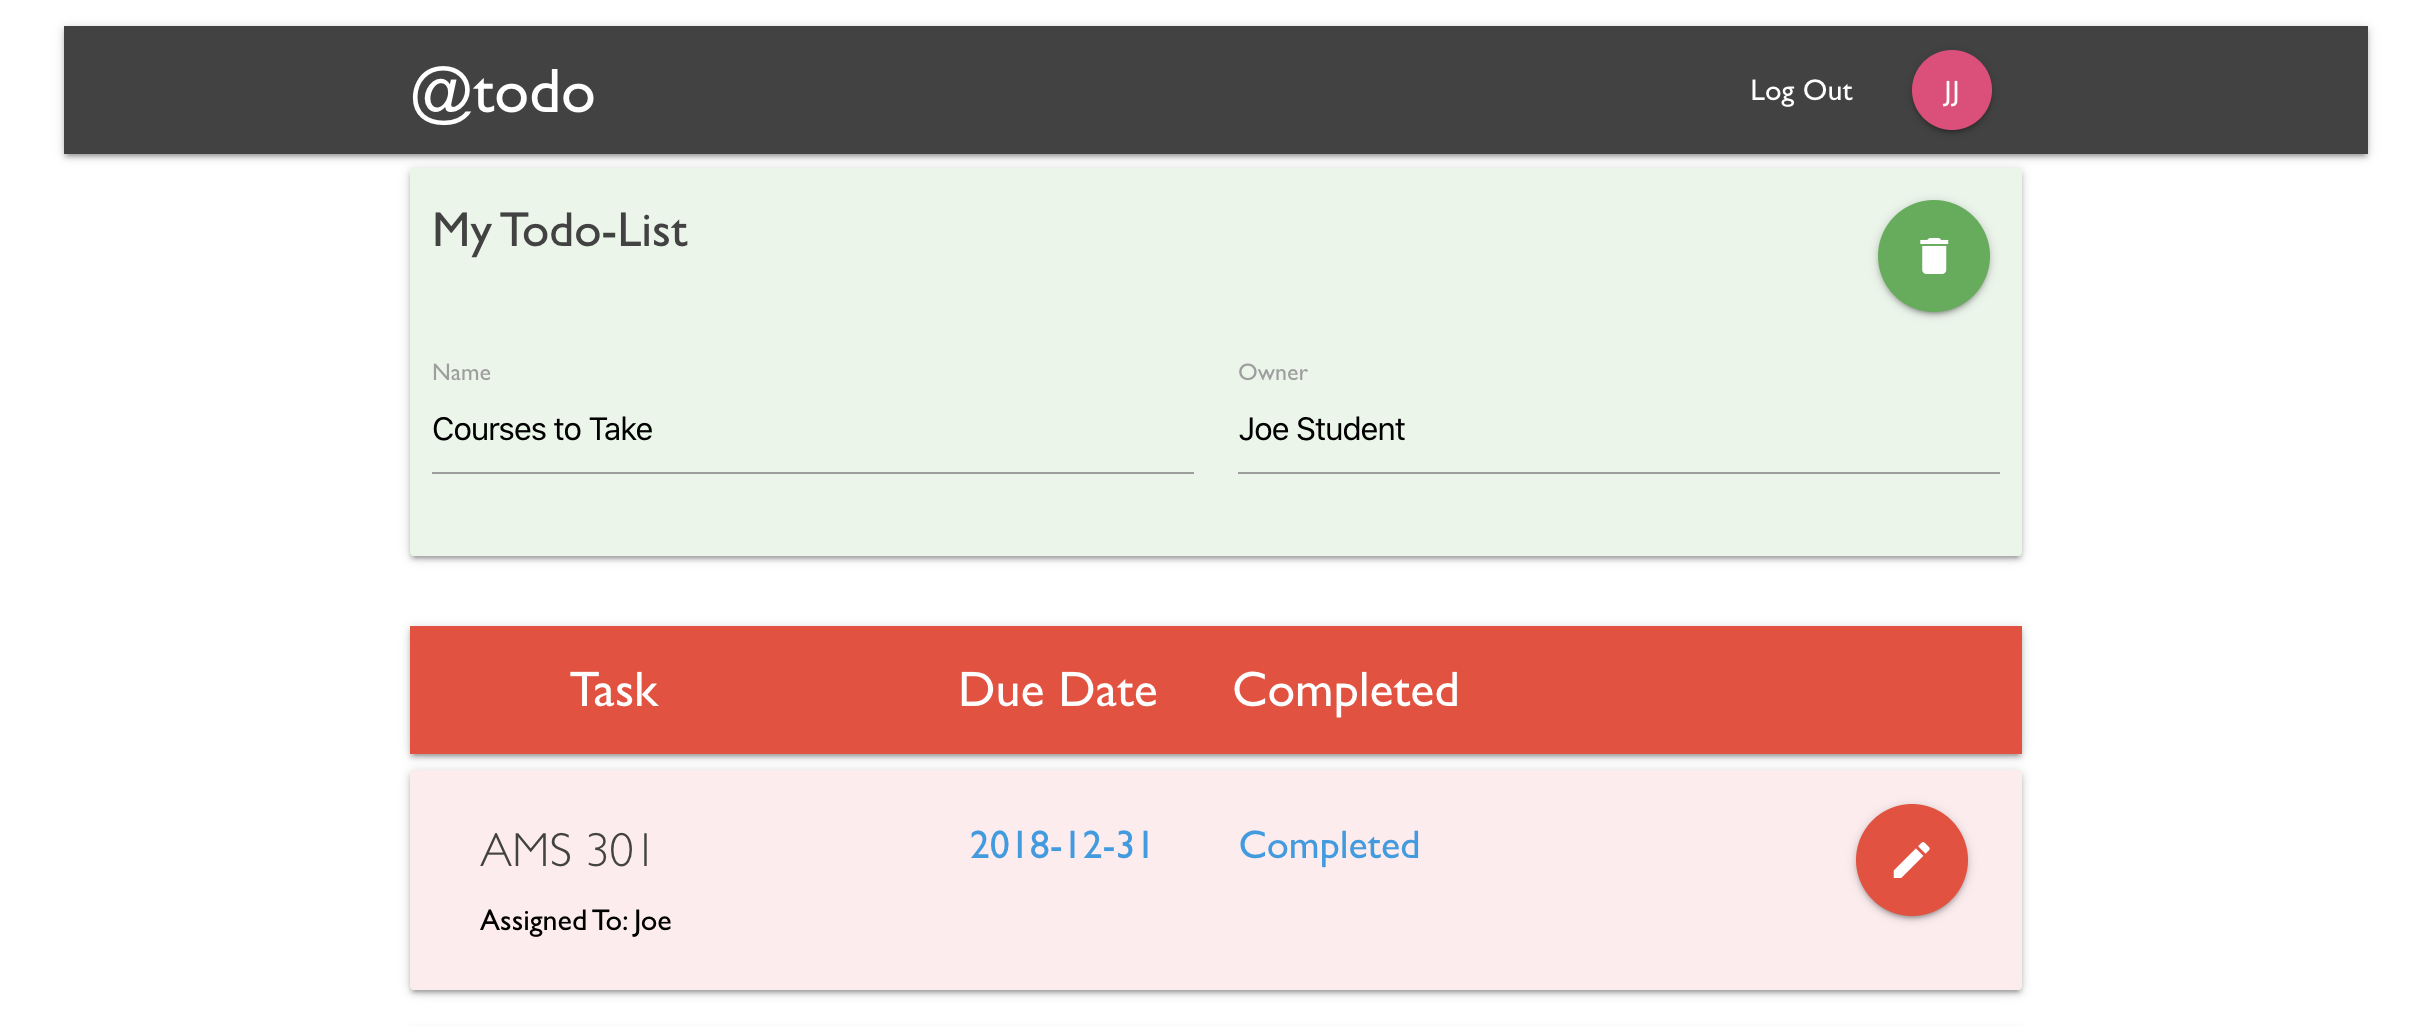 @todo
Log Out
JJ
My Todo-List
Name
Owner
Courses to Take
Joe Student
Task
Due Date
Completed
AMS 301
2018-12-31
Completed
Assigned To: Joe